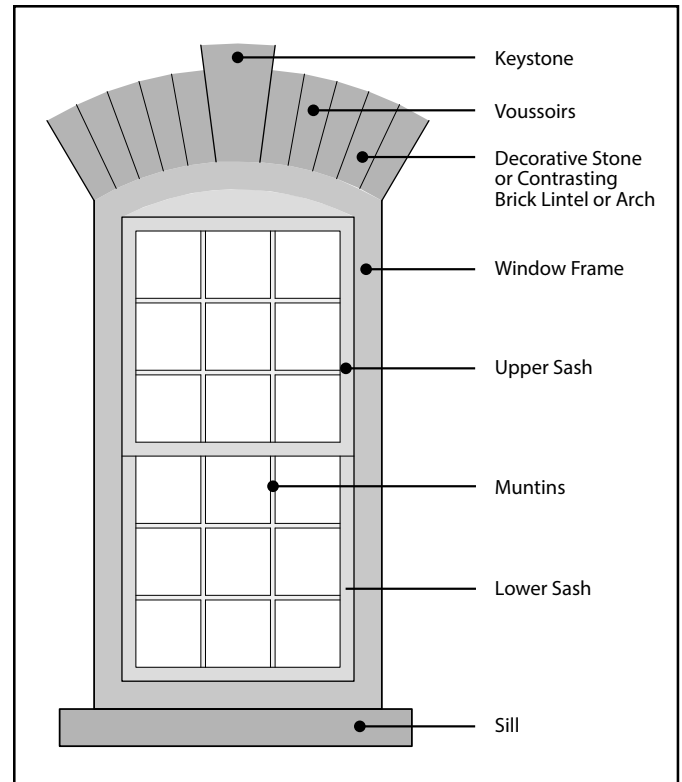 Keystone
Voussoirs
Decorative Stone
or Contrasting
Brick Lintel or Arch
Window Frame
Upper Sash
Muntins
Lower Sash
Sill